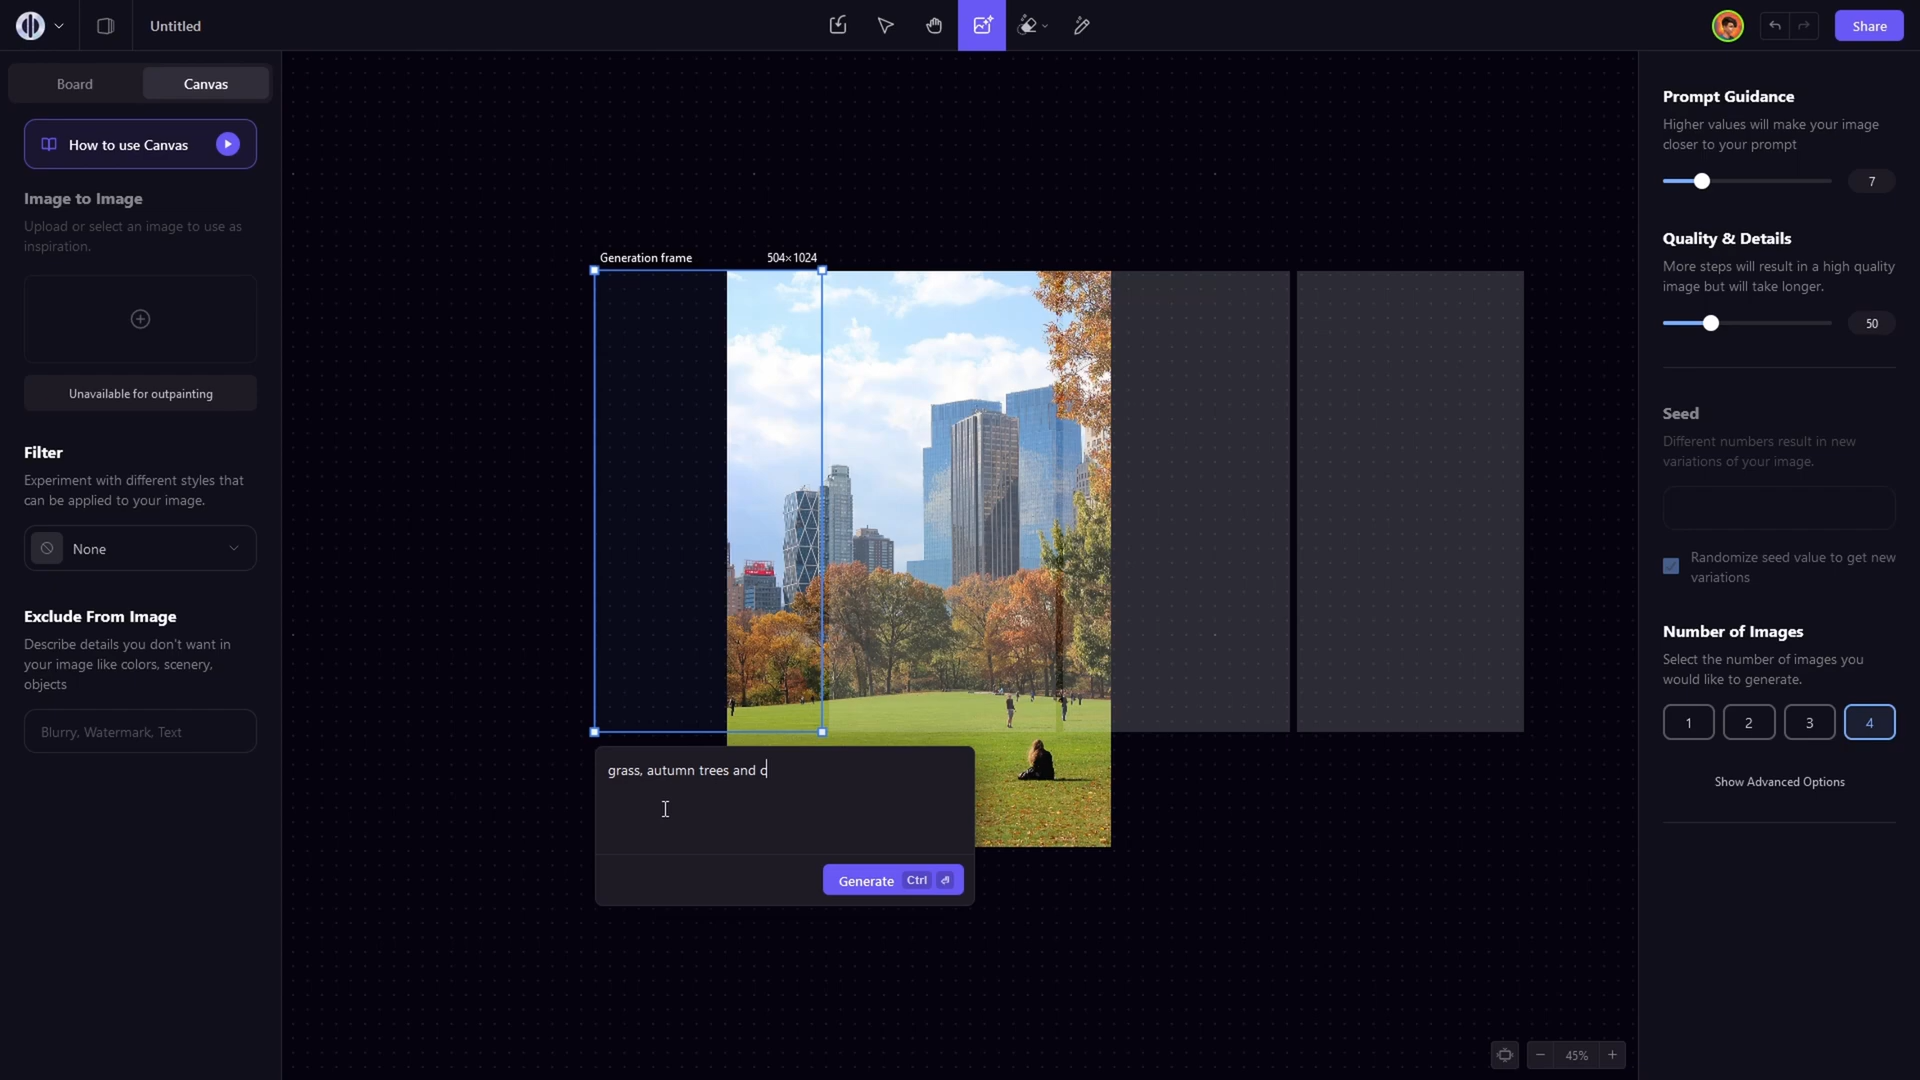 Untitled
Share
Board
Canvas
How to use Canvas
Image to Image
Upload or select an image to use as
inspiration.
Unavailable for outpainting
Filter
Experiment with different styles that
can be applied to your image.
None
Exclude From Image
Describe details you don't want in
your image like colors, scenery,
objects
Blurry, Watermark, Text
Generation frame
504×1024
grass, autumn trees and c
Generate Ctrl ⏎
Prompt Guidance
Higher values will make your image
closer to your prompt
7
Quality & Details
More steps will result in a high quality
image but will take longer.
50
Seed
Different numbers result in new
variations of your image.
Randomize seed value to get new
variations
Number of Images
Select the number of images you
would like to generate.
1 2 3 4
Show Advanced Options
45%